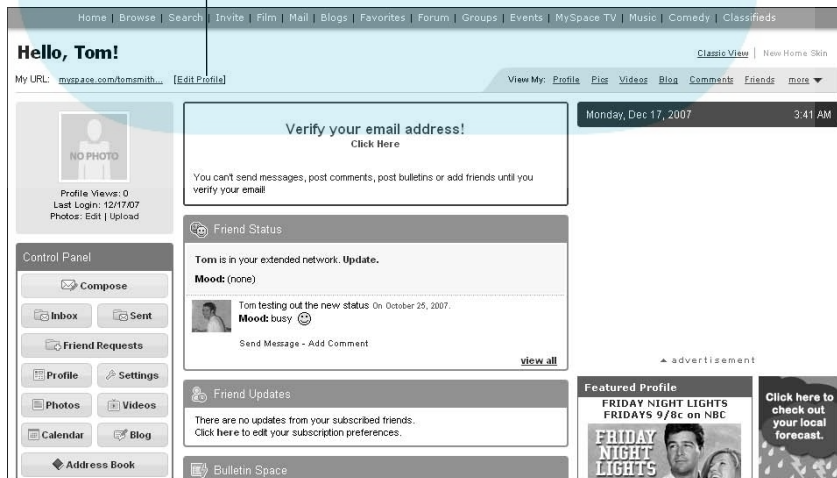 Home | Browse | Search | Invite | Film | Mail | Blogs | Favorites | Forum | Groups | Events | MySpace TV | Music | Comedy | Classifieds
Hello, Tom!
Classic View | New Home Skin
My URL: myspace.com/tomsmith... [Edit Profile]
View My: Profile Pics Videos Blog Comments Friends more
NO PHOTO
Profile Views: 0
Last Login: 12/17/07
Photos: Edit | Upload
Control Panel
Compose
Inbox Sent
Friend Requests
Profile Settings
Photos Videos
Calendar Blog
Address Book
Verify your email address!
Click Here
You can't send messages, post comments, post bulletins or add friends until you
verify your email!
Friend Status
Tom is in your extended network. Update.
Mood: (none)
Tom testing out the new status On October 25, 2007.
Mood: busy
Send Message - Add Comment
view all
Friend Updates
There are no updates from your subscribed friends.
Click here to edit your subscription preferences.
Bulletin Space
Monday, Dec 17, 2007 3:41 AM
advertisement
Featured Profile
FRIDAY NIGHT LIGHTS
FRIDAYS 9/8c on NBC
FRIDAY
NIGHT
LIGHTS
Click here to
check out
your local
forecast.